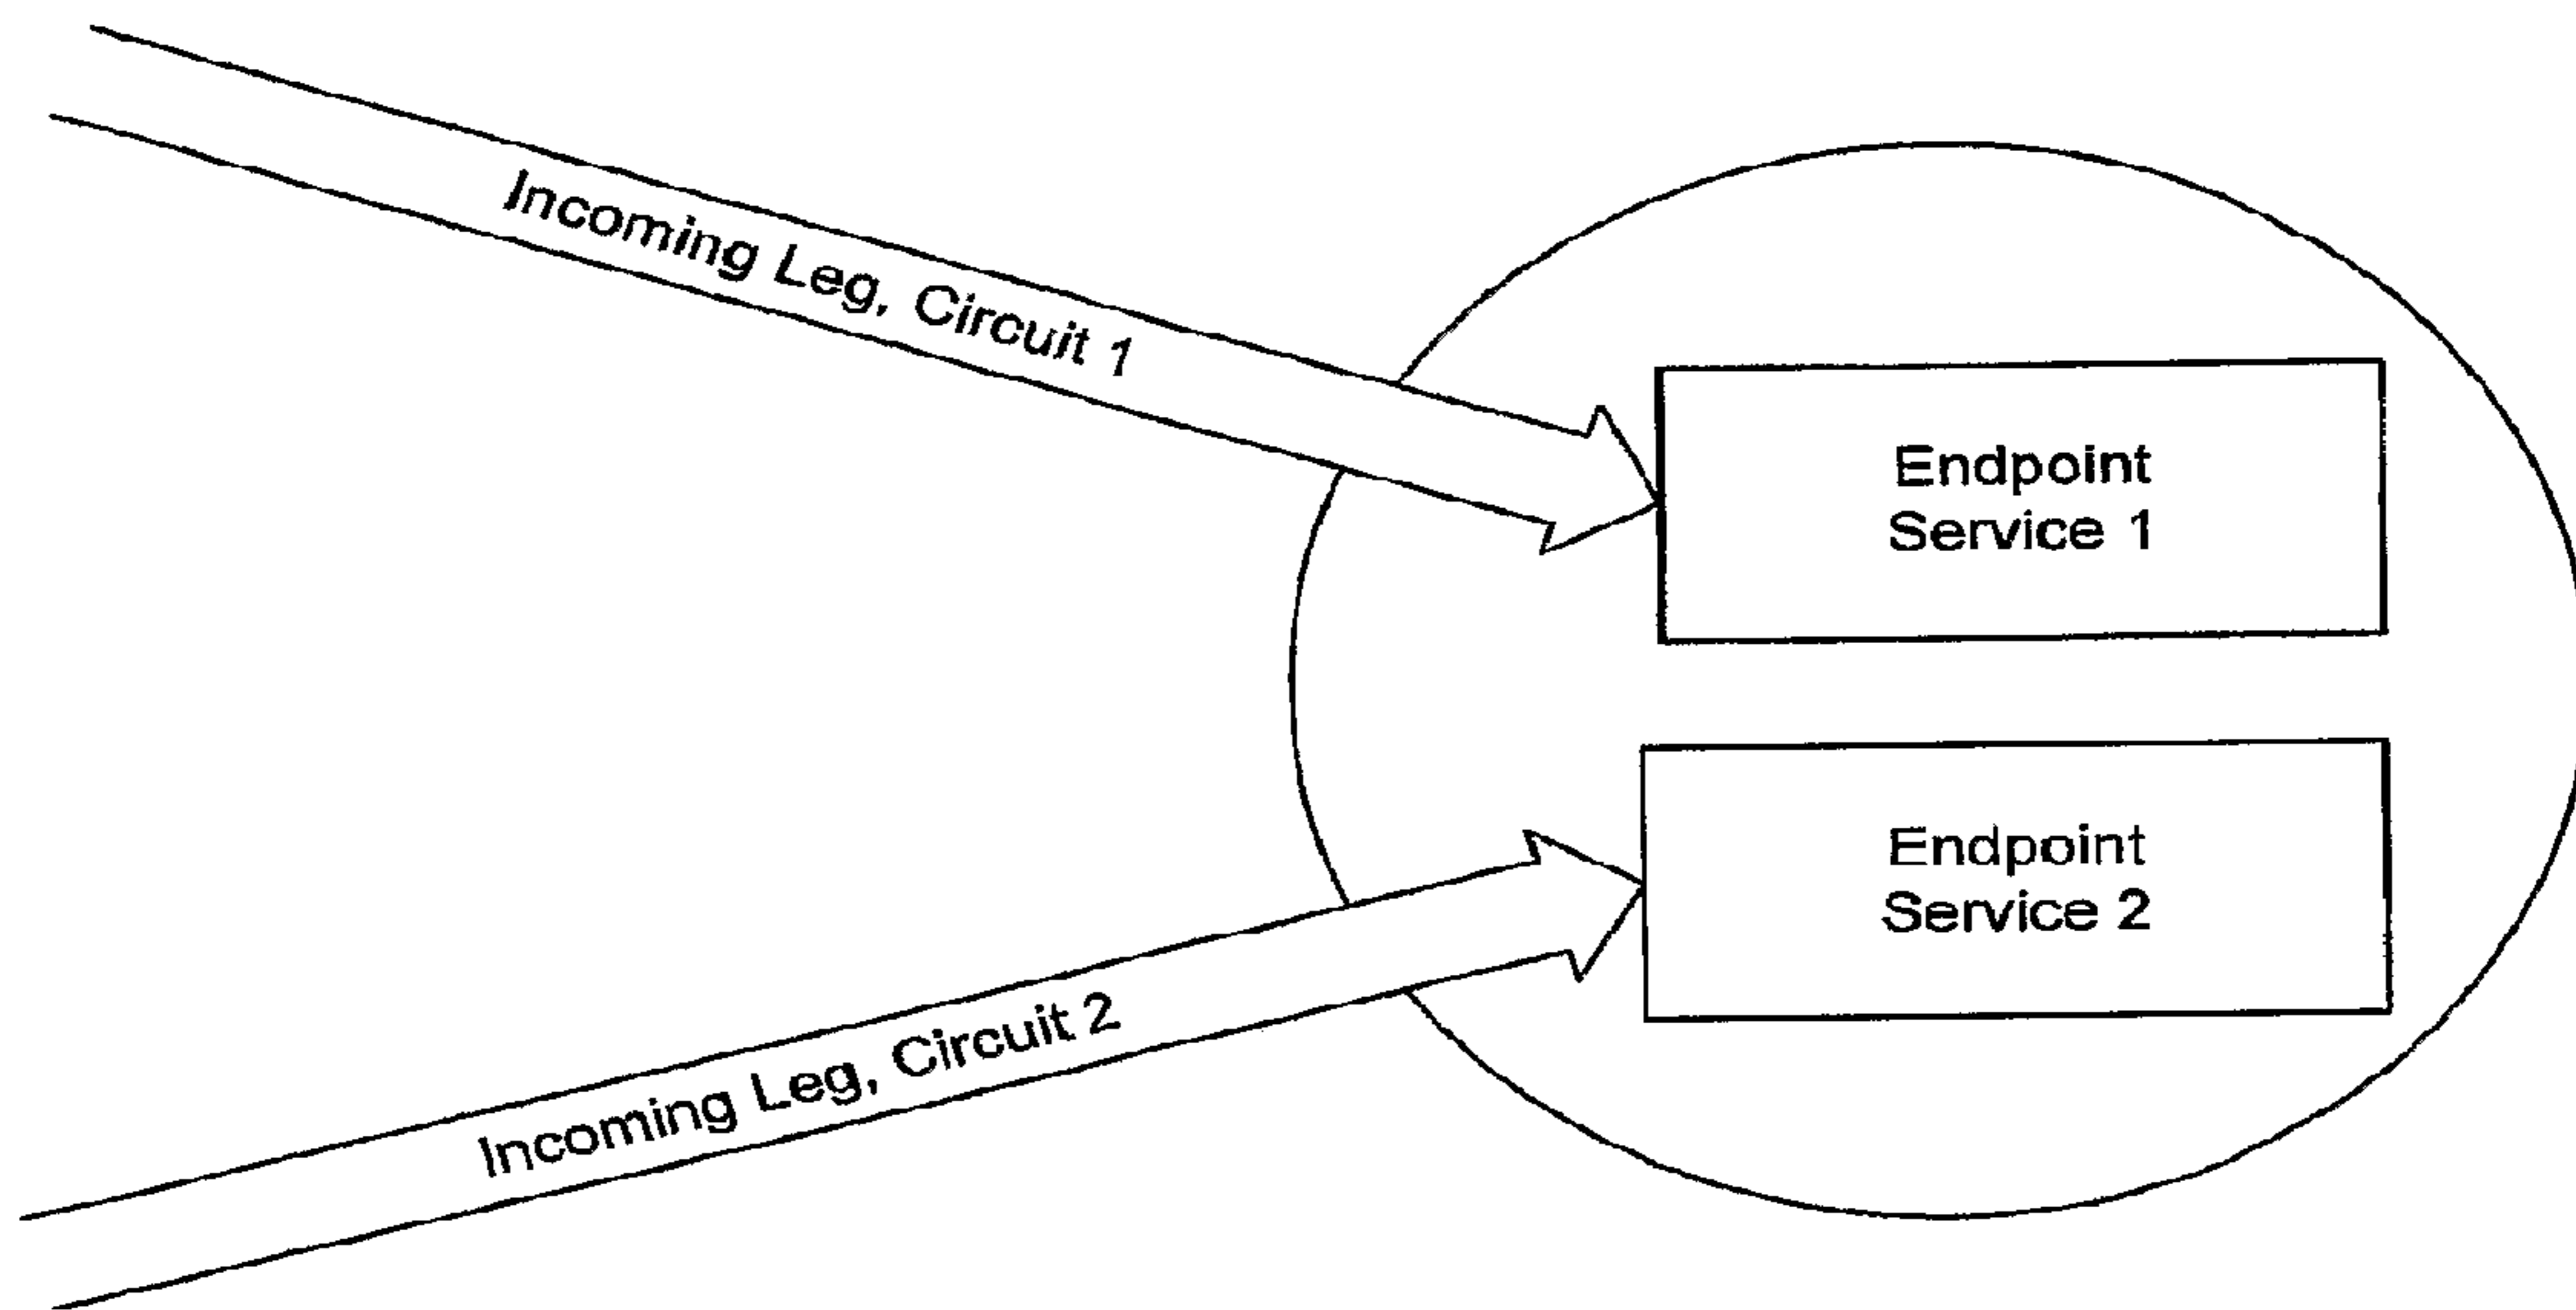 Incoming Leg, Circuit 1
Endpoint
Service 1
Endpoint
Service 2
Incoming Leg, Circuit 2